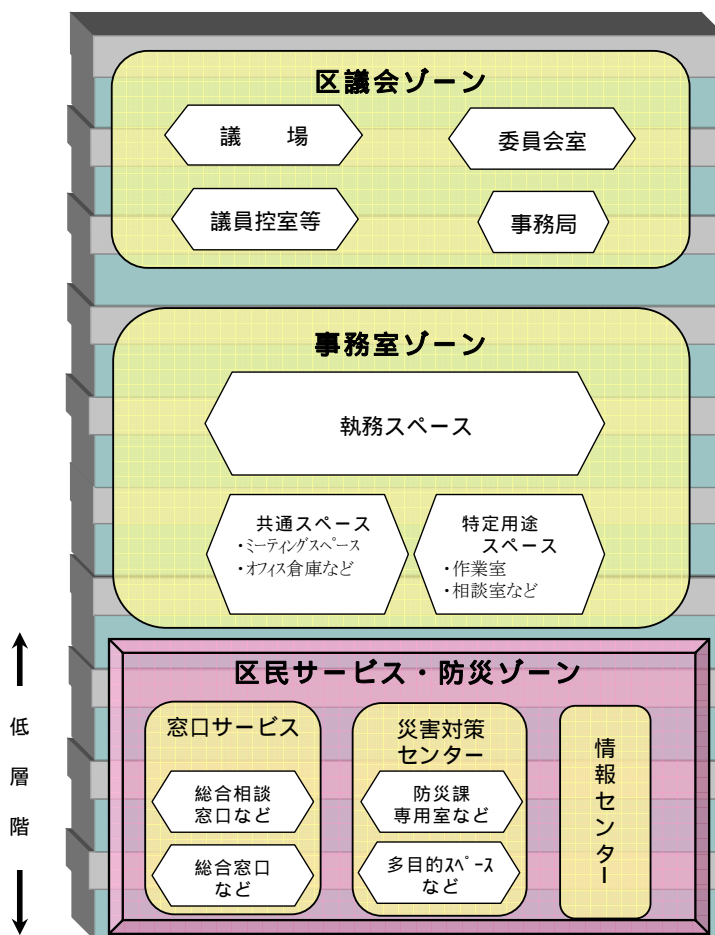 区議会ゾーン
議　　場
委員会室
議員控室等
事務局
事務室ゾーン
執務スペース
共通スペース
・ミーティングスペース
・オフィス倉庫など
特定用途
スペース
・作業室
・相談室など
区民サービス・防災ゾーン
窓口サービス
総合相談
窓口など
総合窓口
など
災害対策
センター
防災課
専用室など
多目的スペース
など
情報センター
低層階